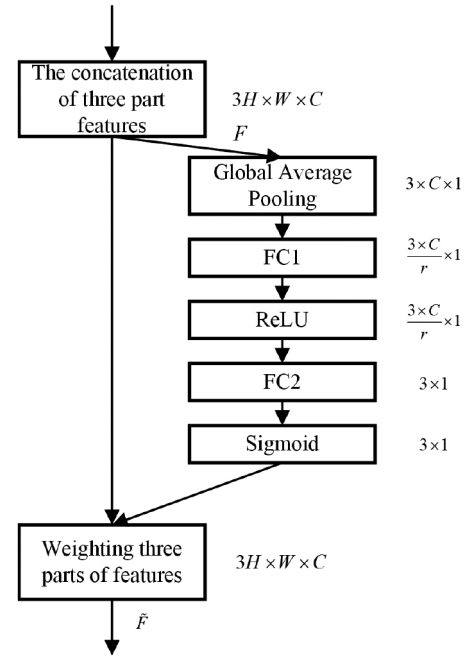 The concatenation
of three part
features
3H×W×C
F
Global Average
Pooling
3×C×1
FC1
3×C
r
×1
ReLU
3×C
r
×1
FC2
3×1
Sigmoid
3×1
Weighting three
parts of features
3H×W×C
F̃